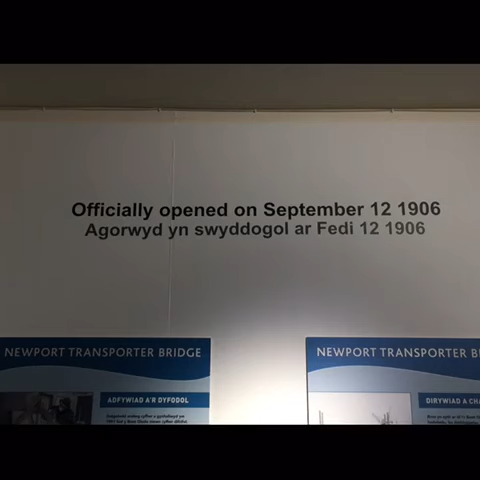 Officially opened on September 12 1906
Agorwyd yn swyddogol ar Fedi 12 1906
NEWPORT TRANSPORTER BRIDGE
ADFYWIAD A'R DYFODOL
NEWPORT TRANSPORTER B
DIRYWIAD A CHA